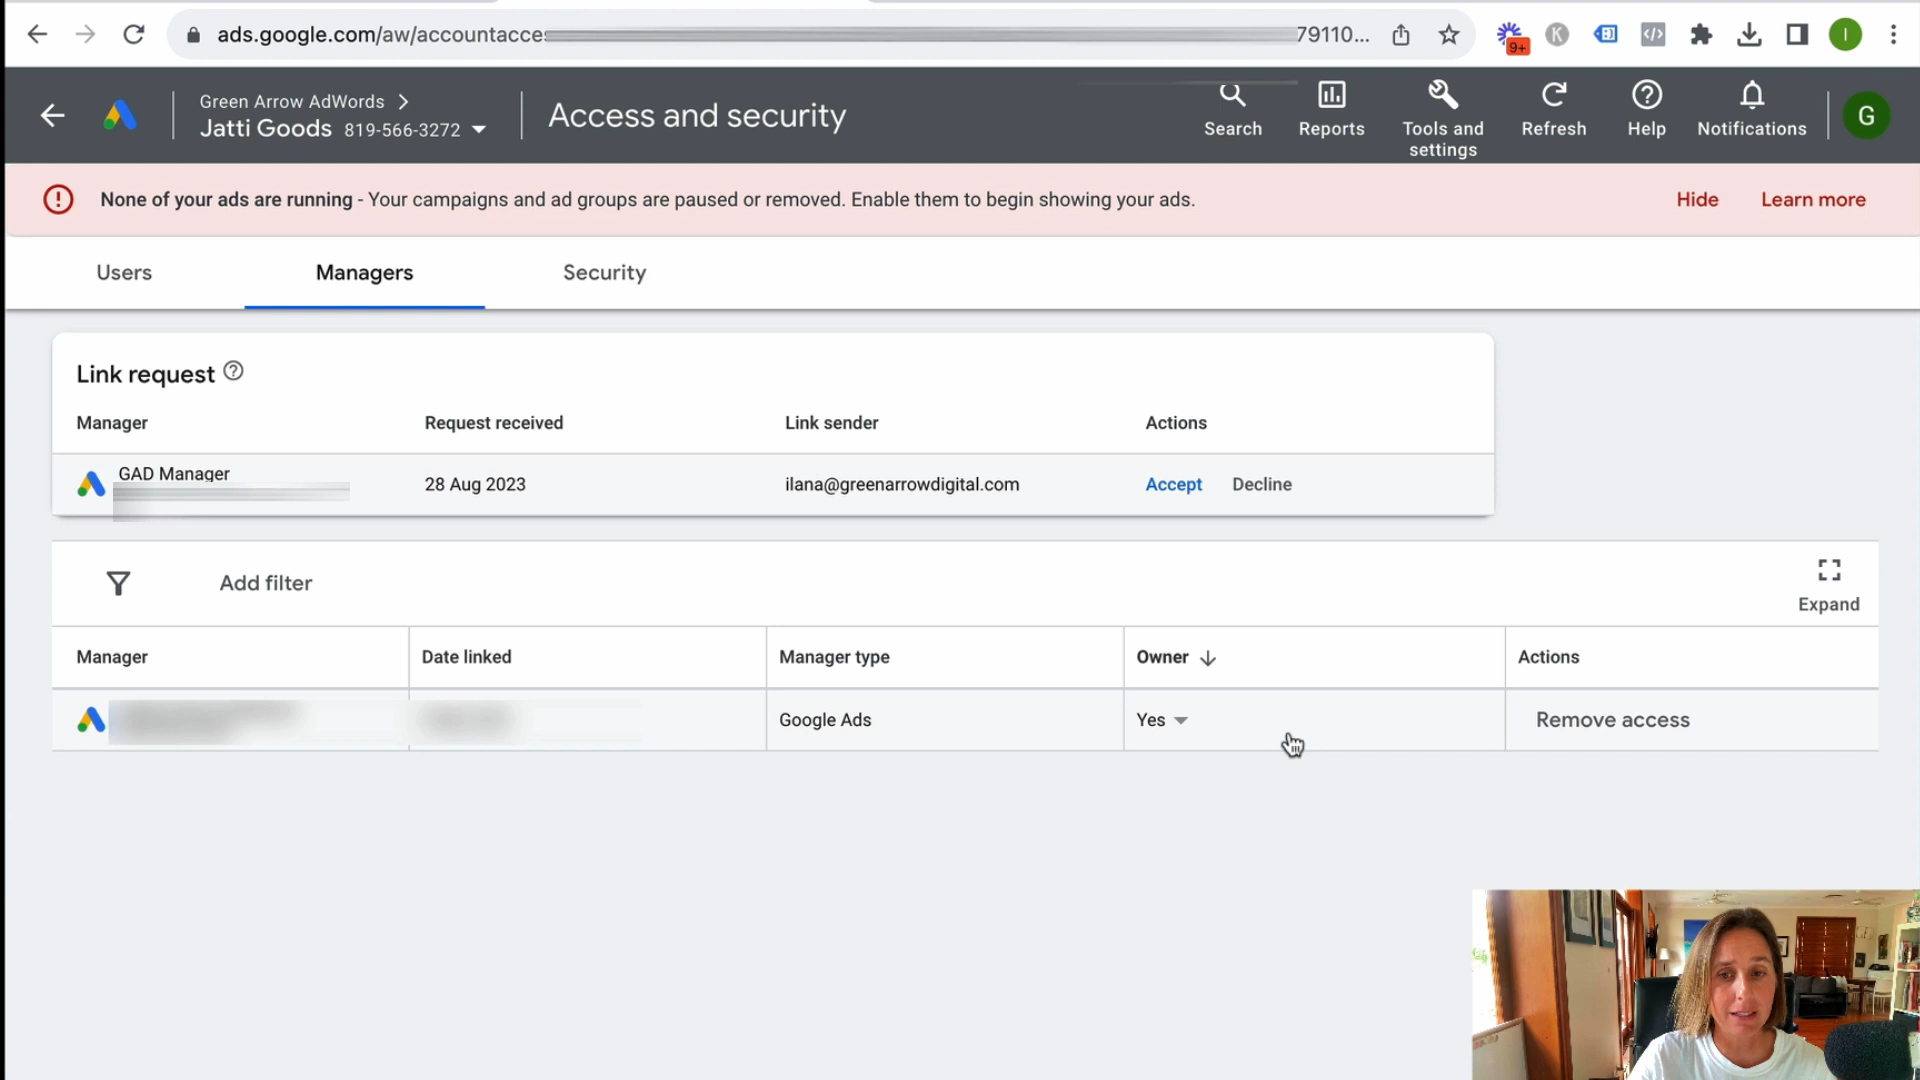 ads.google.com/aw/accountacces
79110...
9+
K
I
Green Arrow AdWords
Jatti Goods 819-566-3272
Access and security
Search
Reports
Tools and settings
Refresh
Help
Notifications
G
None of your ads are running - Your campaigns and ad groups are paused or removed. Enable them to begin showing your ads.
Hide
Learn more
Users
Managers
Security
Link request
Manager
Request received
Link sender
Actions
GAD Manager
28 Aug 2023
ilana@greenarrowdigital.com
Accept
Decline
Add filter
Expand
Manager
Date linked
Manager type
Owner
Actions
Google Ads
Yes
Remove access